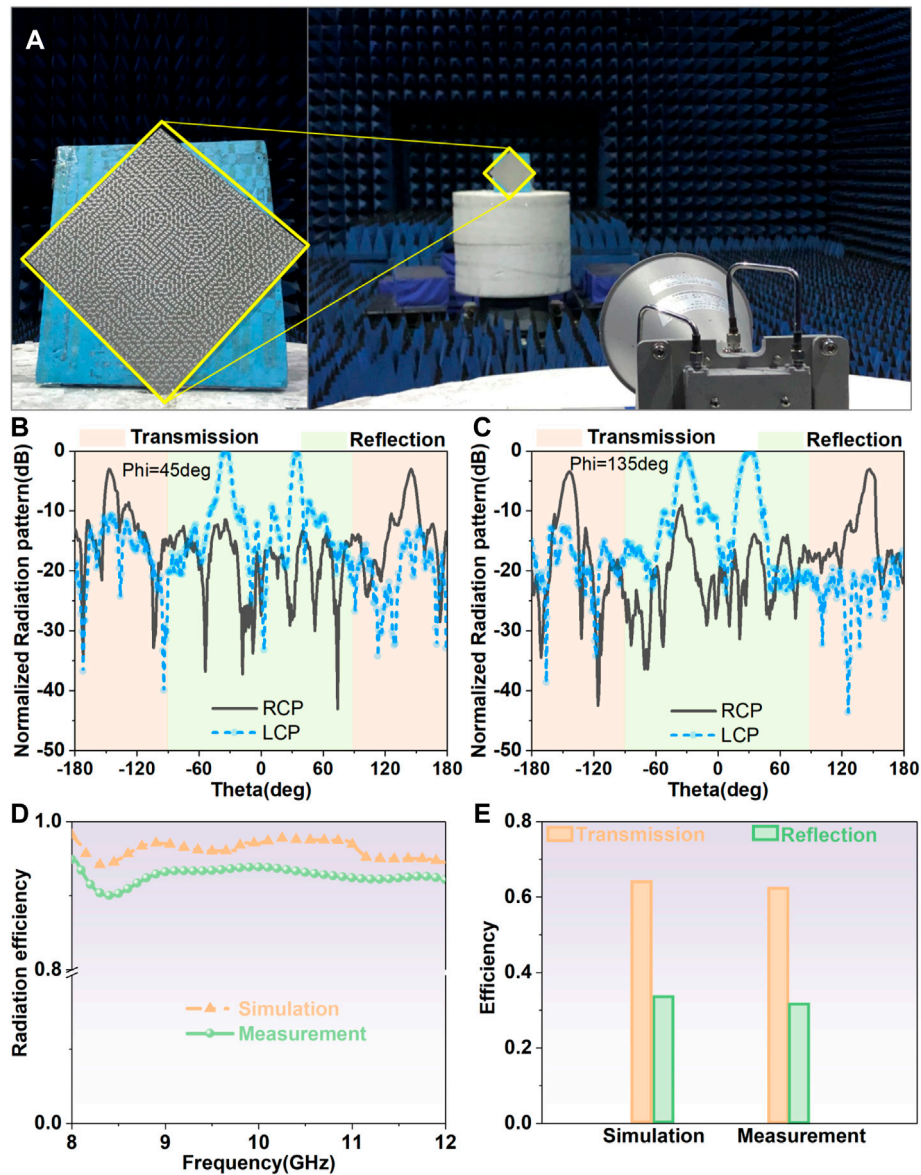 A
B
Transmission
Reflection
Phi=45deg
Normalized Radiation pattern(dB)
0
-10
-20
-30
-40
-50
RCP
LCP
-180 -120 -60 0 60 120 180
Theta(deg)
C
Transmission
Reflection
Phi=135deg
Normalized Radiation pattern(dB)
0
-10
-20
-30
-40
-50
RCP
LCP
-180 -120 -60 0 60 120 180
Theta(deg)
D
Radiation efficiency
1.0
0.8
0.0
Simulation
Measurement
8 9 10 11 12
Frequency(GHz)
E
Efficiency
0.8
0.6
0.4
0.2
0.0
Transmission
Reflection
Simulation Measurement